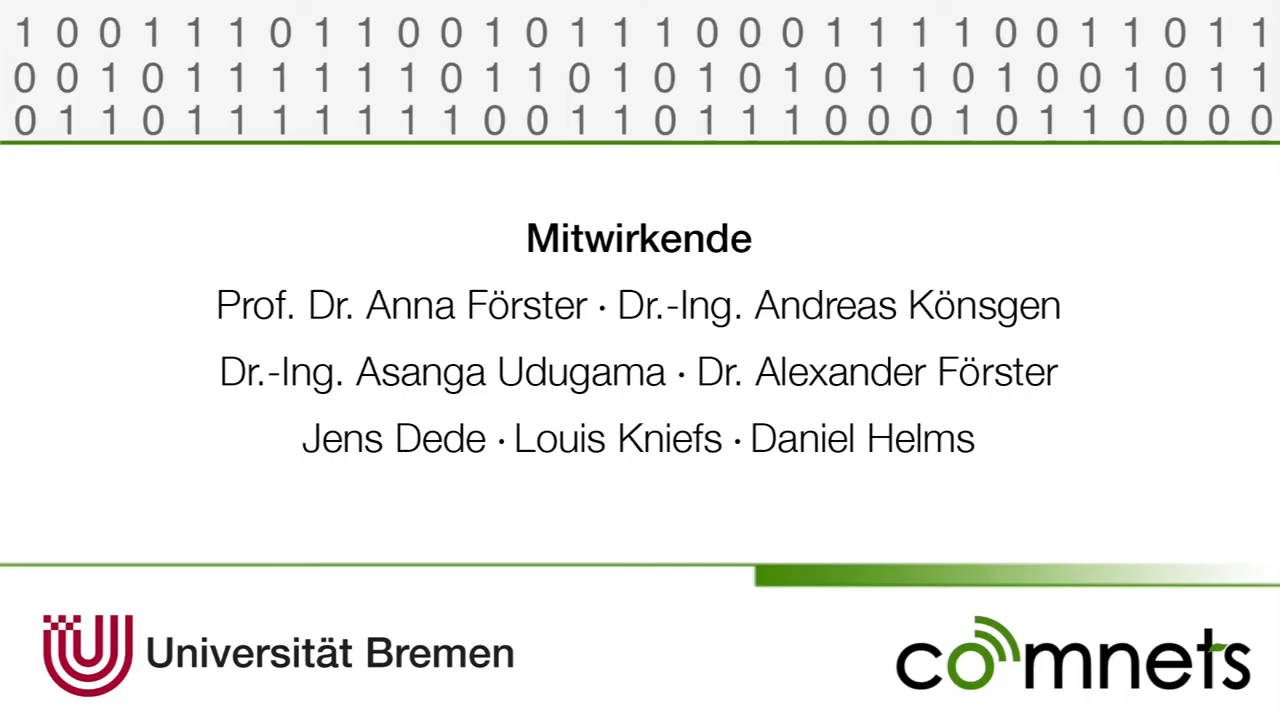 1 0 0 1 1 1 0 1 1 0 0 1 0 1 1 1 0 0 0 1 1 1 1 0 0 1 1 0 1 1
0 0 1 0 1 1 1 1 1 1 0 1 1 0 1 0 1 0 1 0 1 1 0 1 0 0 1 0 1 1
0 1 1 0 1 1 1 1 1 1 1 0 0 1 1 0 1 1 1 0 0 0 1 0 1 1 0 0 0 0
Mitwirkende
Prof. Dr. Anna Förster · Dr.-Ing. Andreas Könsgen
Dr.-Ing. Asanga Udugama · Dr. Alexander Förster
Jens Dede · Louis Kniefs · Daniel Helms
Universität Bremen
comnets